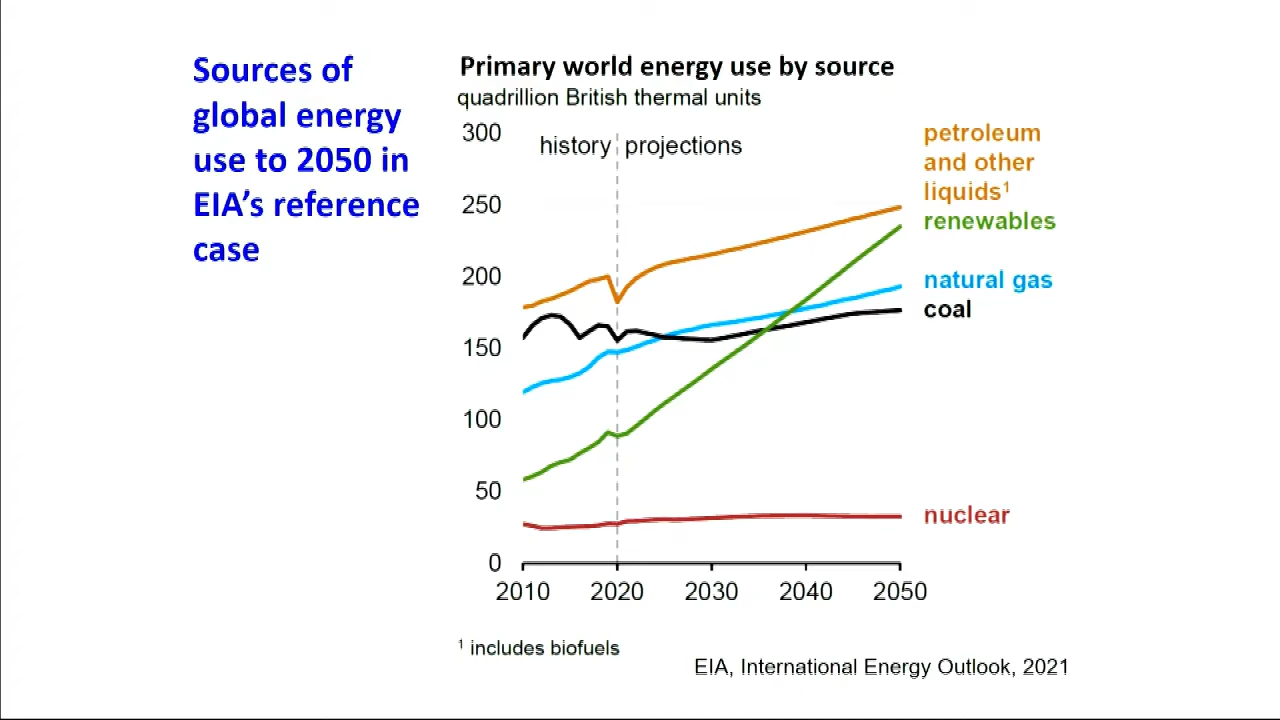 Sources of
global energy
use to 2050 in
EIA’s reference
case
Primary world energy use by source
quadrillion British thermal units
300
history
projections
250
200
150
100
50
0
2010
2020
2030
2040
2050
petroleum
and other
liquids¹
renewables
natural gas
coal
nuclear
¹ includes biofuels
EIA, International Energy Outlook, 2021